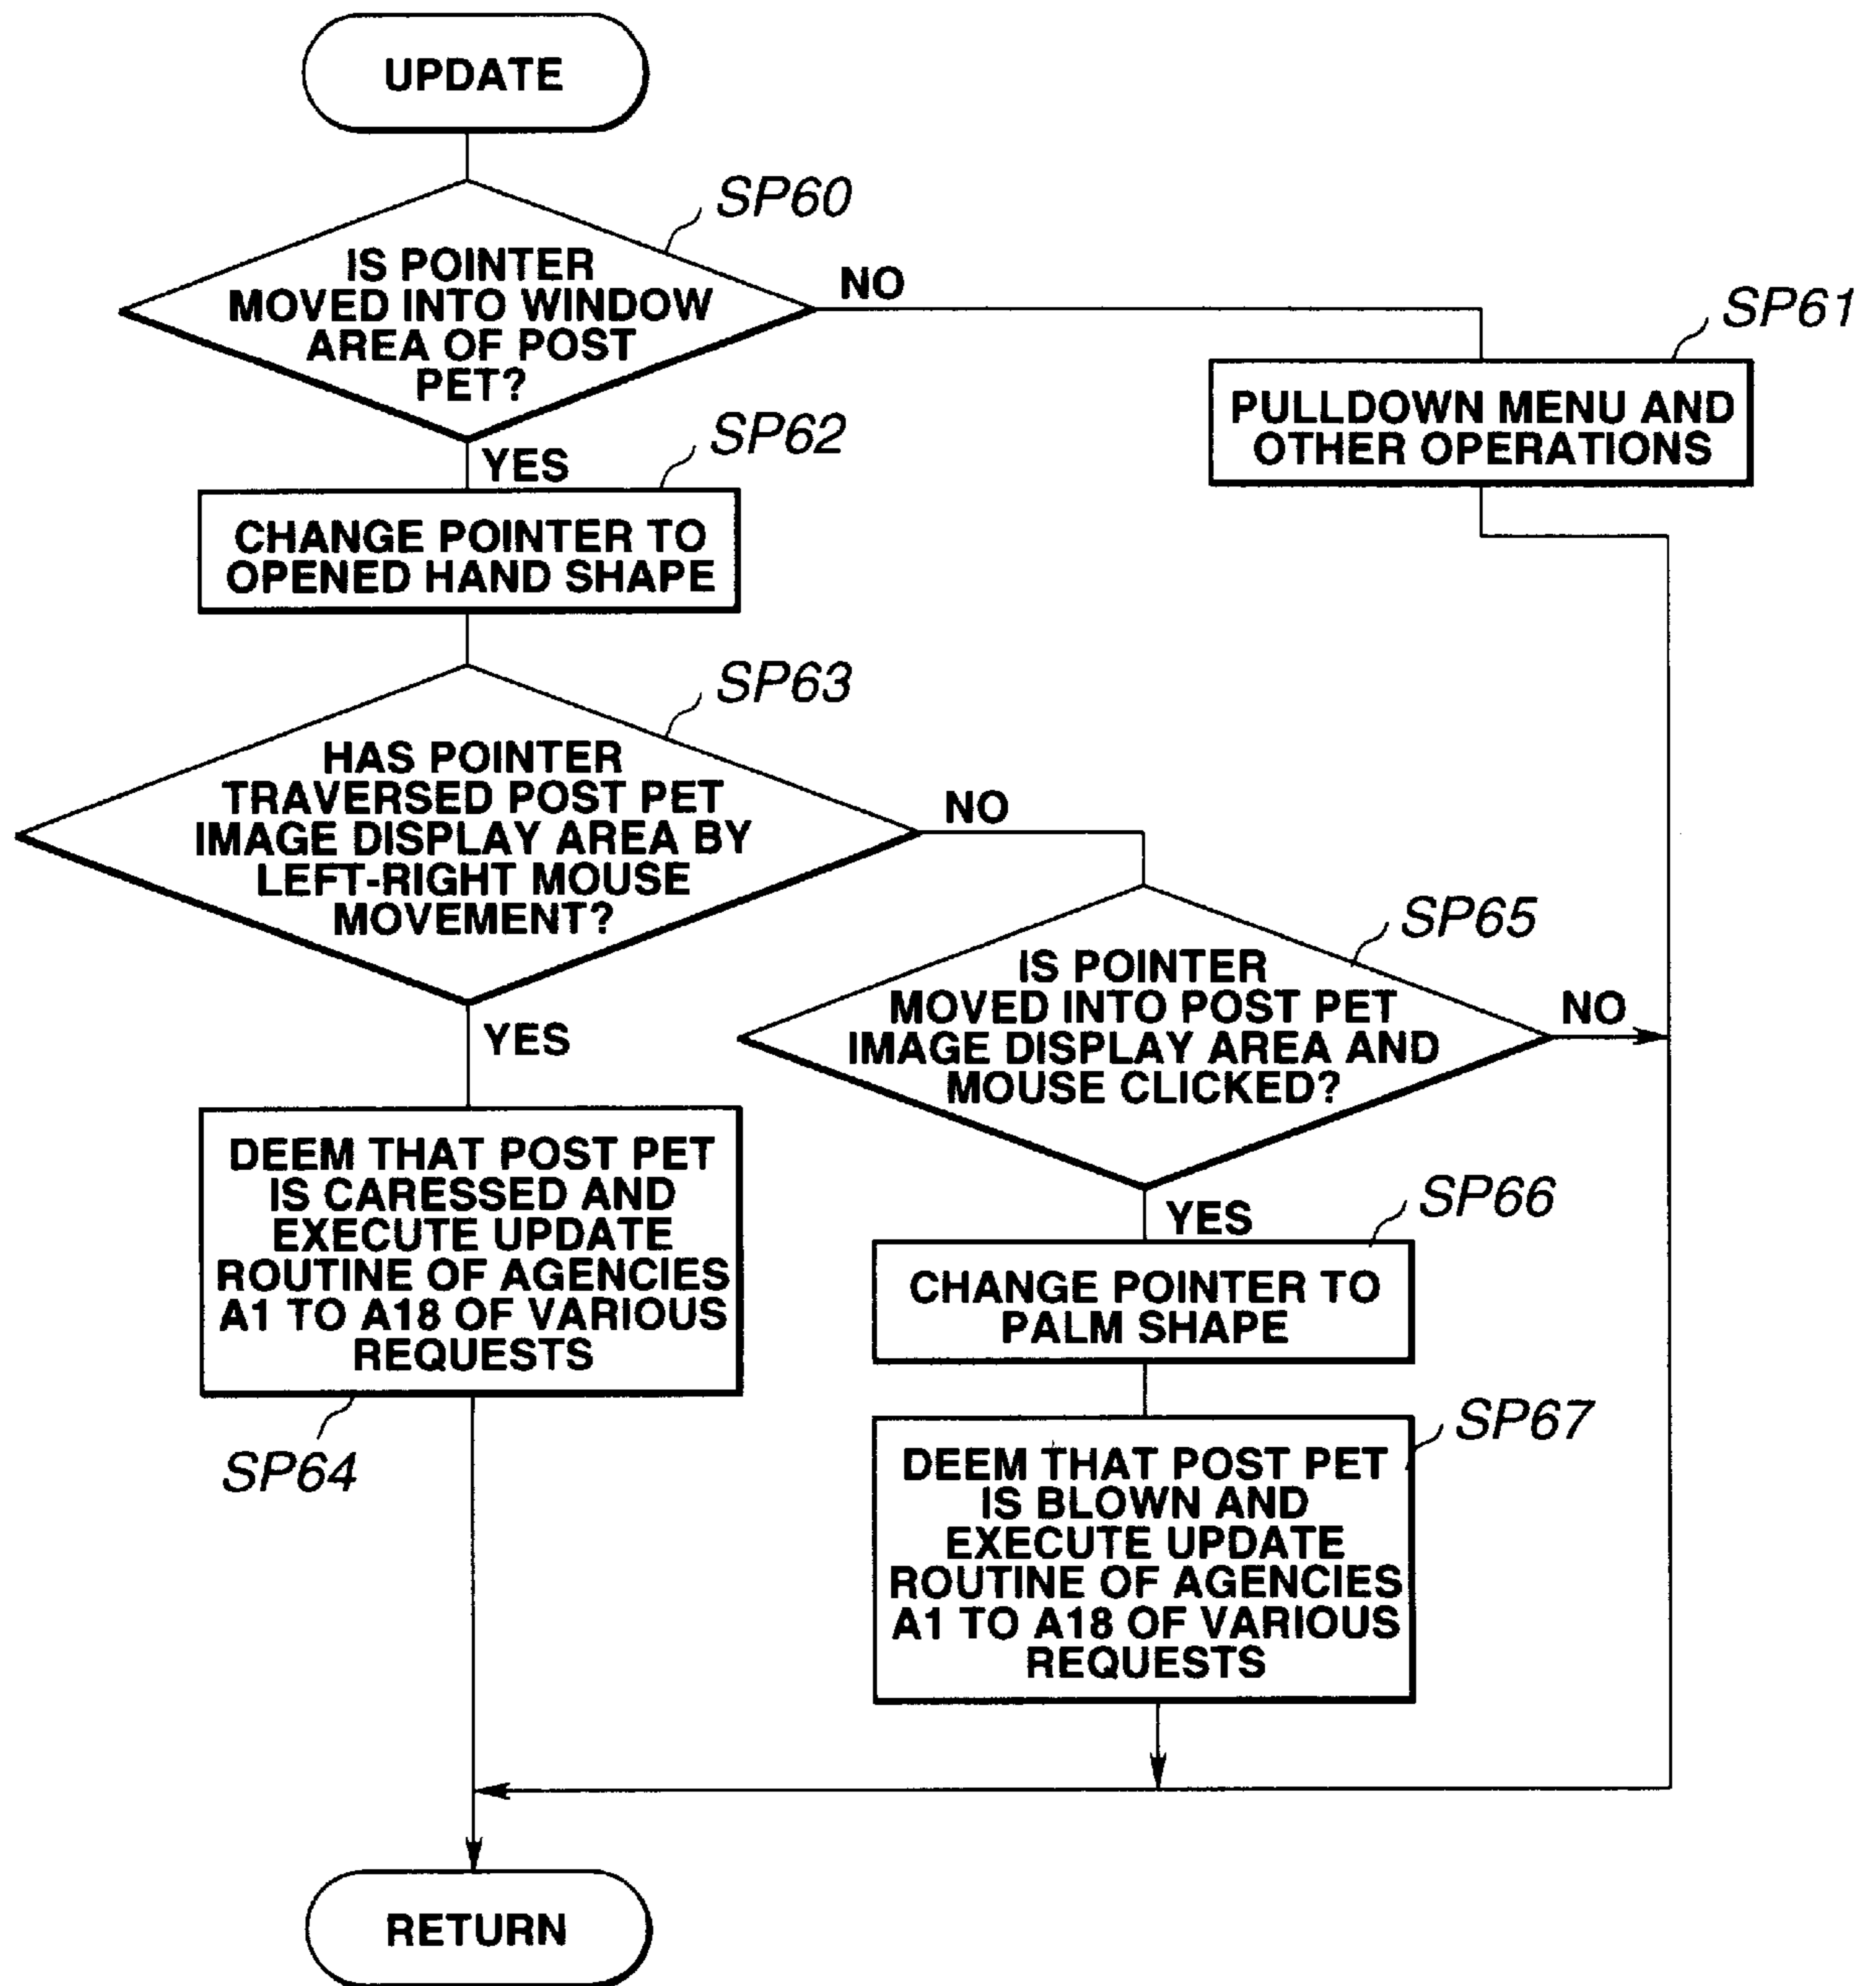 UPDATE
SP60
IS POINTER
MOVED INTO WINDOW
AREA OF POST
PET?
NO
SP61
PULLDOWN MENU AND
OTHER OPERATIONS
YES
SP62
CHANGE POINTER TO
OPENED HAND SHAPE
SP63
HAS POINTER
TRAVERSED POST PET
IMAGE DISPLAY AREA BY
LEFT-RIGHT MOUSE
MOVEMENT?
NO
YES
SP65
IS POINTER
MOVED INTO POST PET
IMAGE DISPLAY AREA AND
MOUSE CLICKED?
NO
YES
DEEM THAT POST PET
IS CARESSED AND
EXECUTE UPDATE
ROUTINE OF AGENCIES
A1 TO A18 OF VARIOUS
REQUESTS
SP64
SP66
CHANGE POINTER TO
PALM SHAPE
SP67
DEEM THAT POST PET
IS BLOWN AND
EXECUTE UPDATE
ROUTINE OF AGENCIES
A1 TO A18 OF VARIOUS
REQUESTS
RETURN